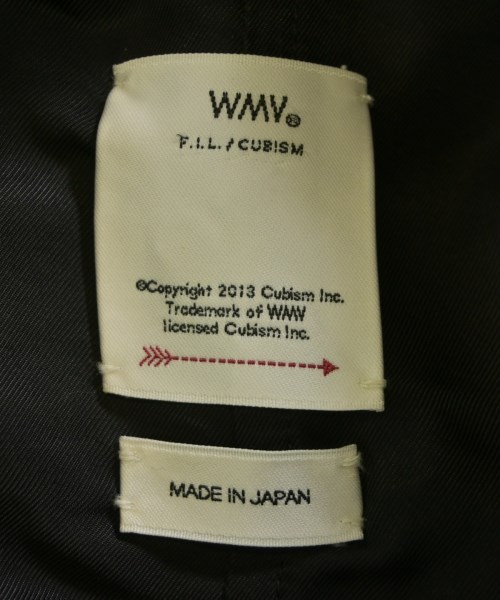 WMV®
F.I.L. / CUBISM
©Copyright 2013 Cubism Inc.
Trademark of WMV
licensed Cubism Inc.
MADE IN JAPAN